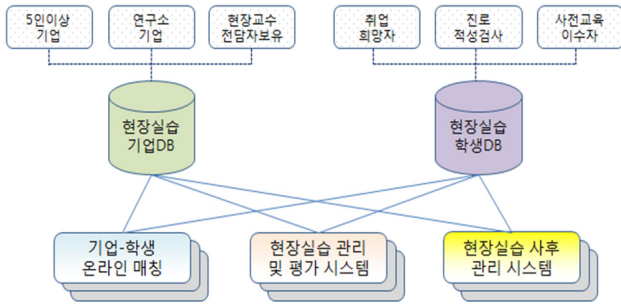 5인이상
기업
연구소
기업
현장교수
전담자보유
취업
희망자
진로
적성검사
사전교육
이수자
현장실습
기업DB
현장실습
학생DB
기업-학생
온라인 매칭
현장실습 관리
및 평가 시스템
현장실습 사후
관리 시스템